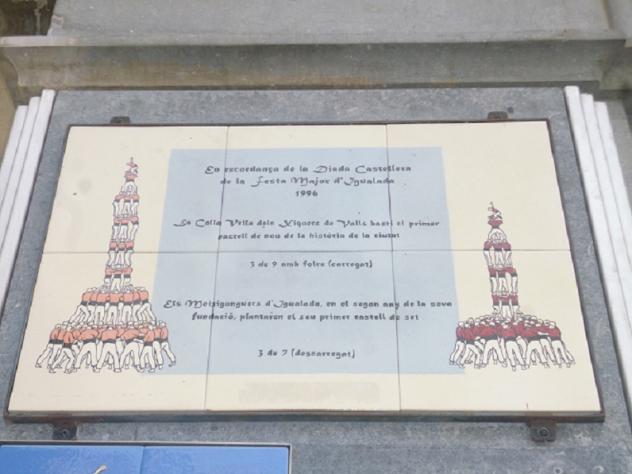 En recordança de la Diada Castellera
de la Festa Major d'Igualada
1996
La Colla Vella dels Xiquets de Valls bastí el primer
castell de nou de la història de la ciutat
3 de 9 amb folre (carregat)
Els Moixiganguers d'Igualada, en el segon any de la seva
fundació, plantaren el seu primer castell de set
3 de 7 (descarregat)